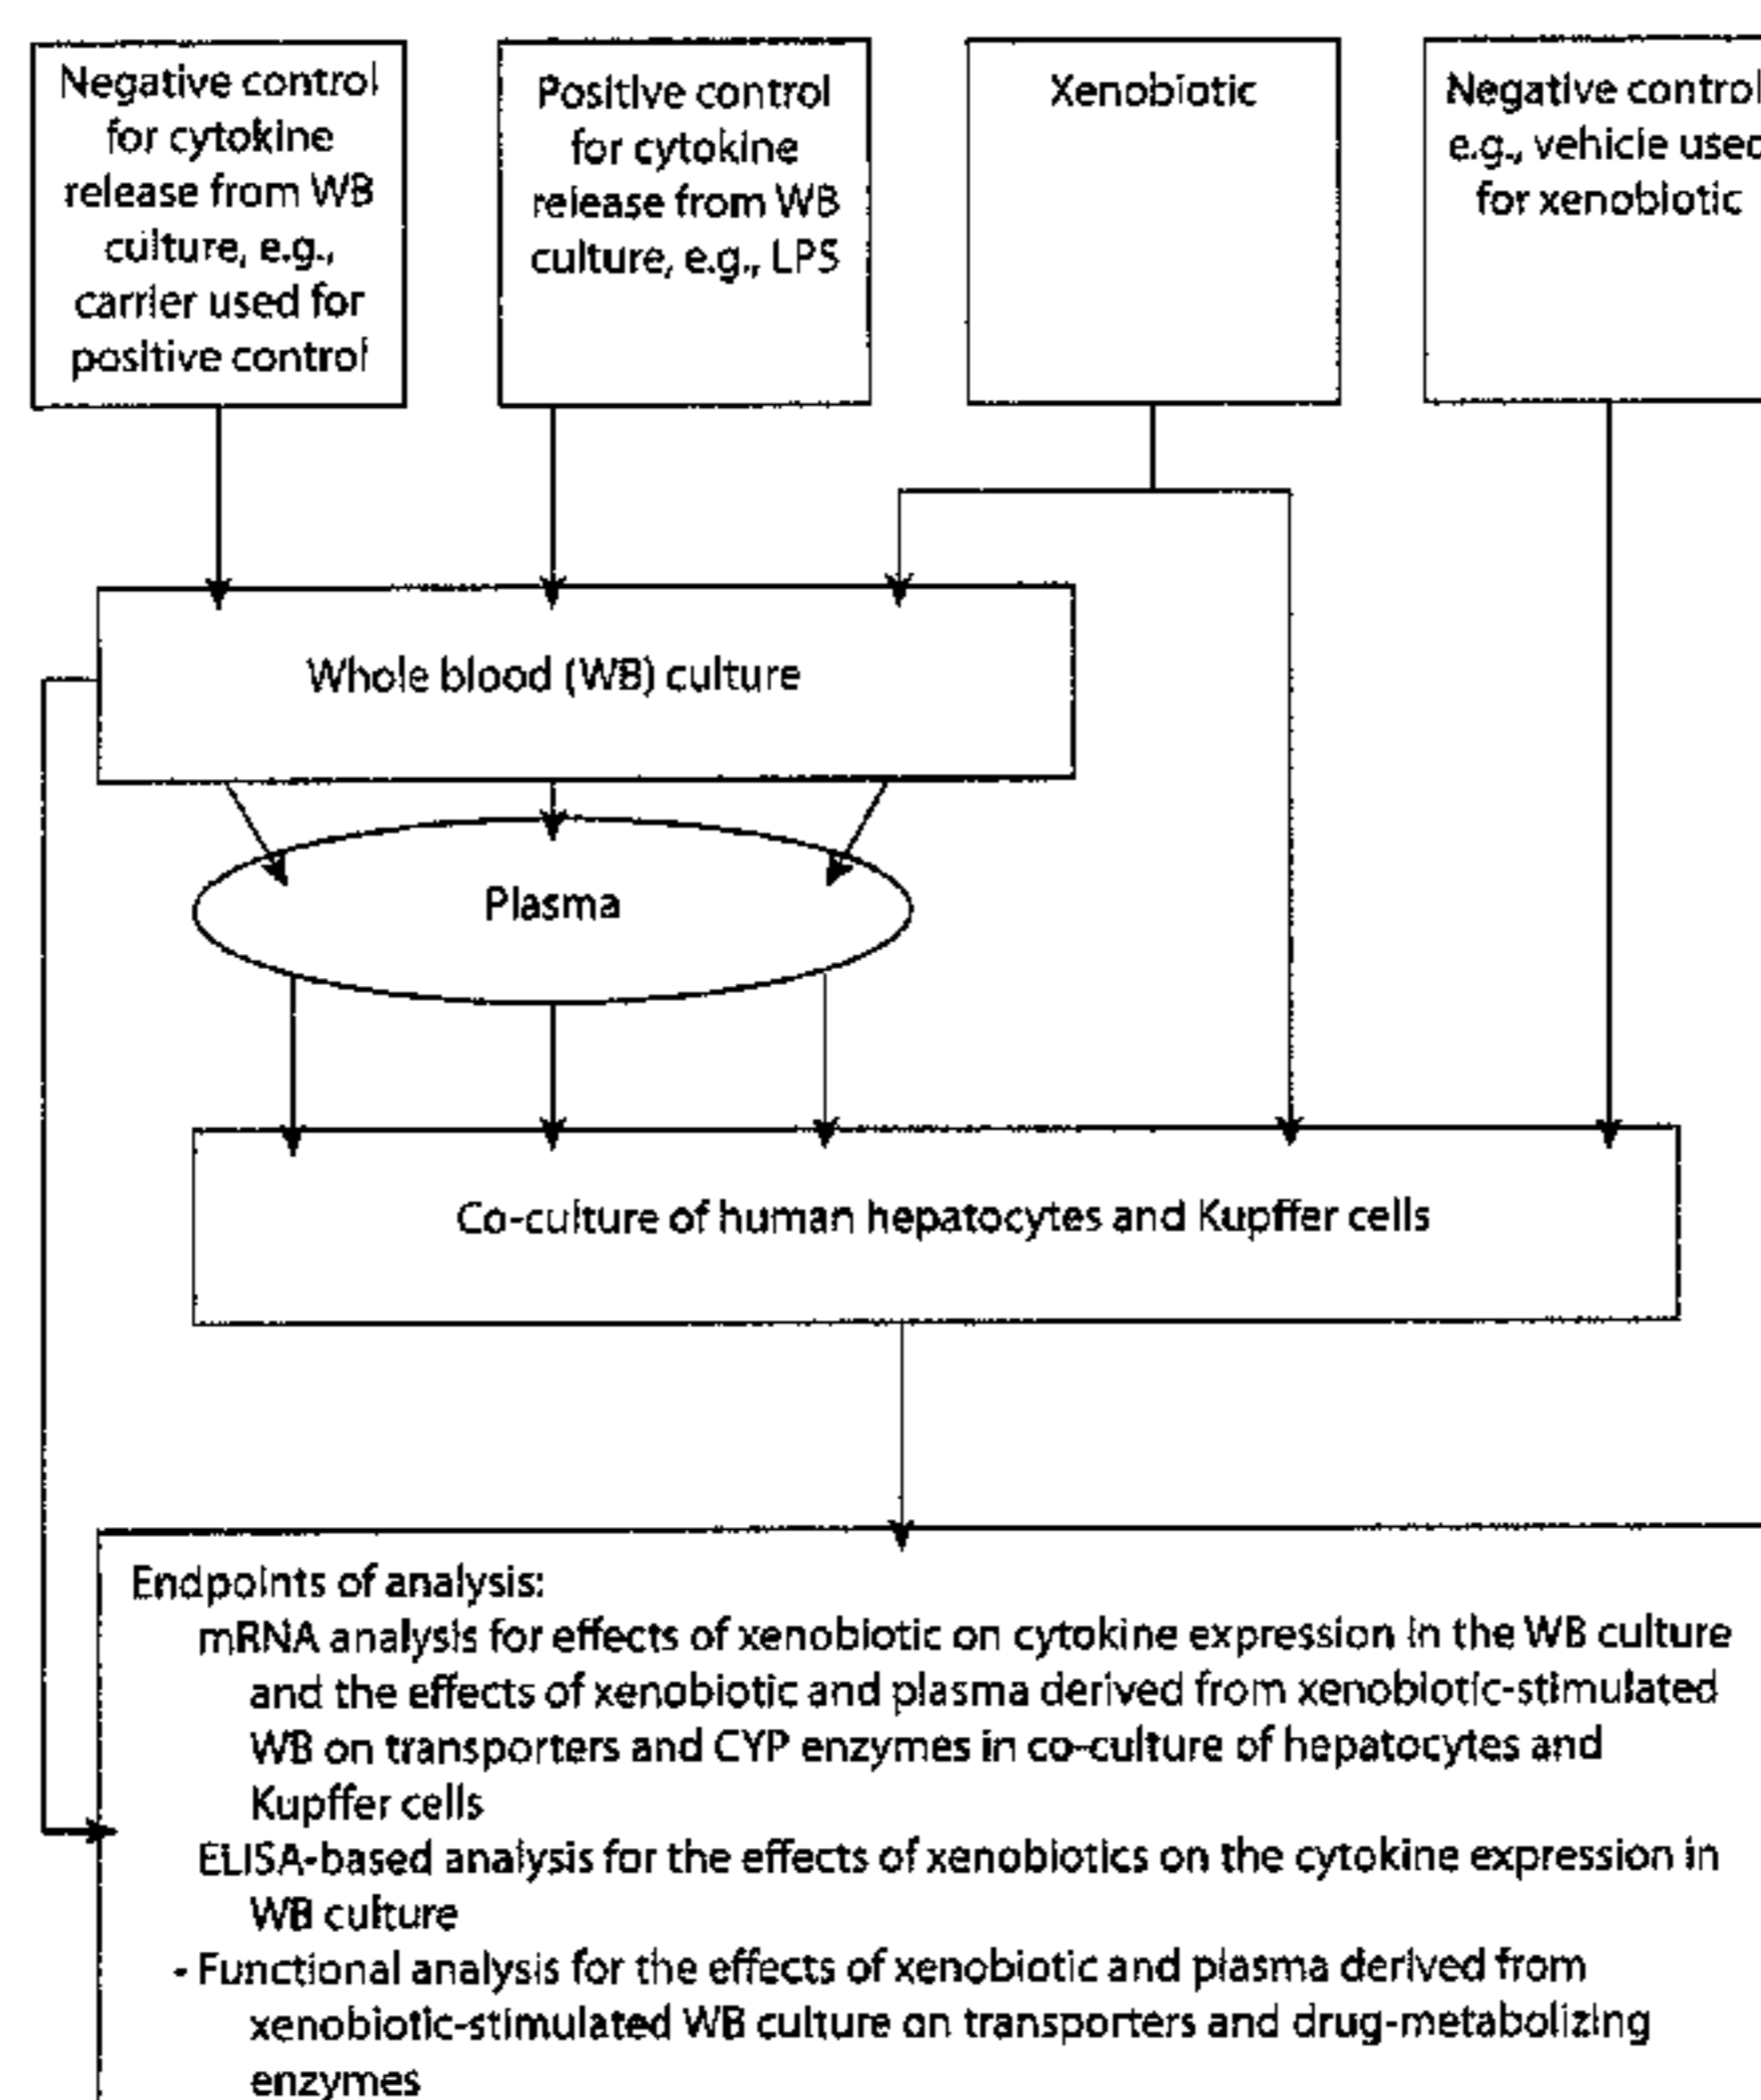 Negative control
for cytokine
release from WB
culture, e.g.,
carrier used for
positive control
Positive control
for cytokine
release from WB
culture, e.g., LPS
Xenobiotic
Negative control
e.g., vehicle used
for xenobiotic
Whole blood (WB) culture
Plasma
Co-culture of human hepatocytes and Kupffer cells
Endpoints of analysis:
mRNA analysis for effects of xenobiotic on cytokine expression in the WB culture
and the effects of xenobiotic and plasma derived from xenobiotic-stimulated
WB on transporters and CYP enzymes in co-culture of hepatocytes and
Kupffer cells
ELISA-based analysis for the effects of xenobiotics on the cytokine expression in
WB culture
- Functional analysis for the effects of xenobiotic and plasma derived from
xenobiotic-stimulated WB culture on transporters and drug-metabolizing
enzymes